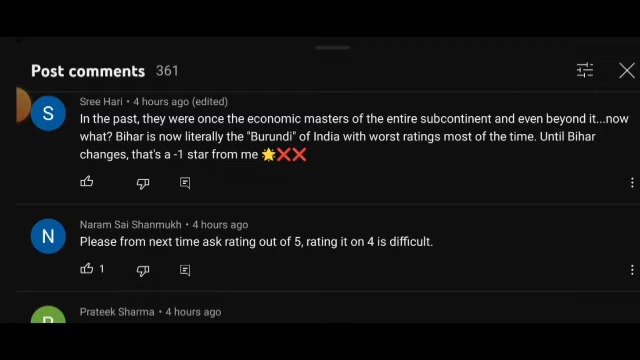 Post comments 361
Sree Hari • 4 hours ago (edited)
In the past, they were once the economic masters of the entire subcontinent and even beyond it...now
what? Bihar is now literally the "Burundi" of India with worst ratings most of the time. Until Bihar
changes, that's a -1 star from me 🌟❌❌
S
Naram Sai Shanmukh • 4 hours ago
Please from next time ask rating out of 5, rating it on 4 is difficult.
N
1
Prateek Sharma • 4 hours ago